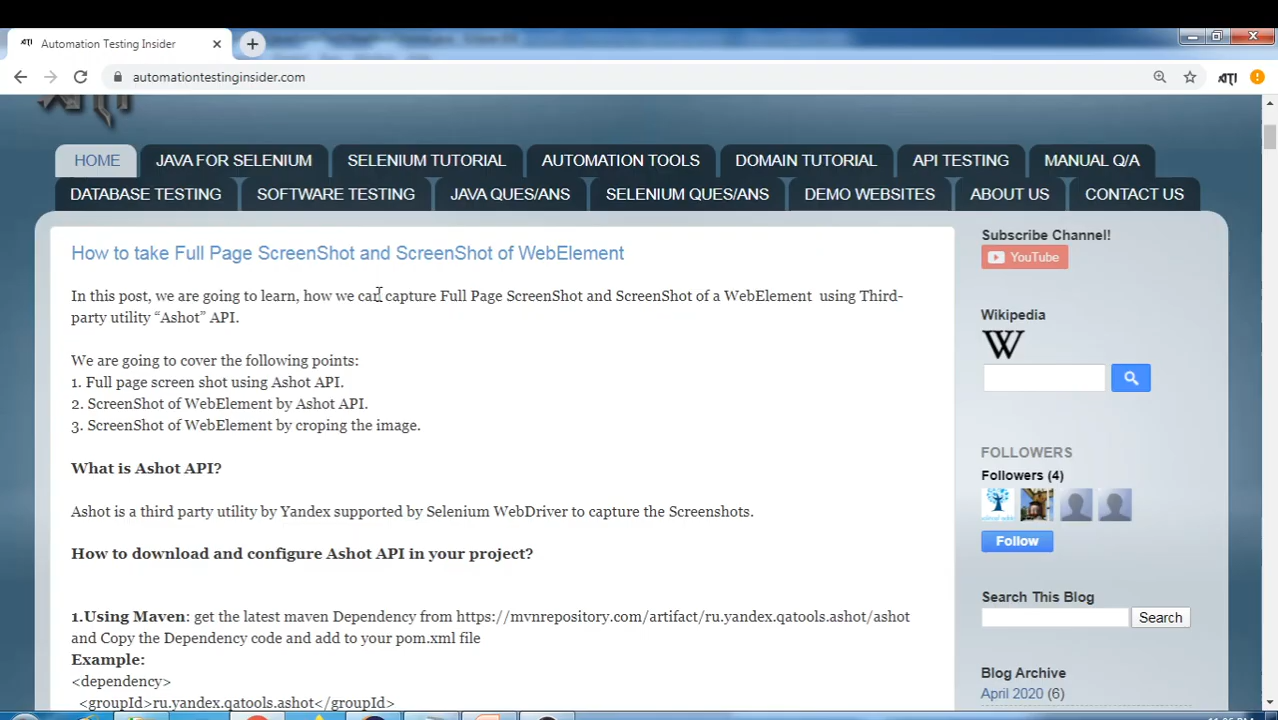 ATI Automation Testing Insider
automationtestinginsider.com ATI
ATI
HOME JAVA FOR SELENIUM SELENIUM TUTORIAL AUTOMATION TOOLS DOMAIN TUTORIAL API TESTING MANUAL Q/A
DATABASE TESTING SOFTWARE TESTING JAVA QUES/ANS SELENIUM QUES/ANS DEMO WEBSITES ABOUT US CONTACT US
How to take Full Page ScreenShot and ScreenShot of WebElement
In this post, we are going to learn, how we can capture Full Page ScreenShot and ScreenShot of a WebElement using Third-
party utility “Ashot” API.
We are going to cover the following points:
1. Full page screen shot using Ashot API.
2. ScreenShot of WebElement by Ashot API.
3. ScreenShot of WebElement by croping the image.
What is Ashot API?
Ashot is a third party utility by Yandex supported by Selenium WebDriver to capture the Screenshots.
How to download and configure Ashot API in your project?
1.Using Maven: get the latest maven Dependency from https://mvnrepository.com/artifact/ru.yandex.qatools.ashot/ashot
and Copy the Dependency code and add to your pom.xml file
Example:
<dependency>
<groupId>ru.yandex.qatools.ashot</groupId>
Subscribe Channel!
YouTube
Wikipedia
W
FOLLOWERS
Followers (4)
Follow
Search This Blog
Search
Blog Archive
April 2020 (6)